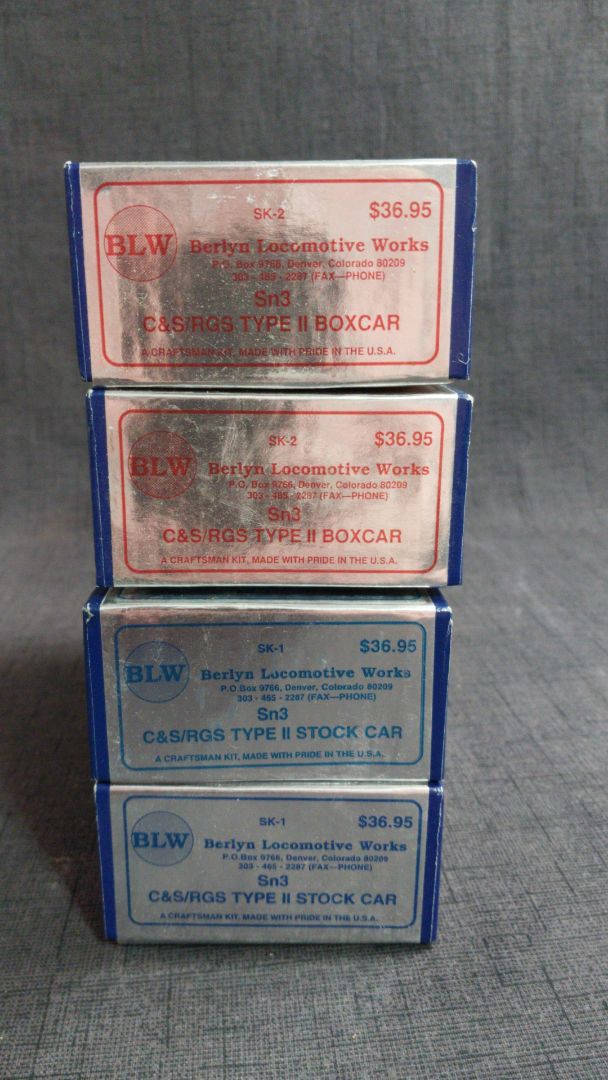 SK-2
$36.95
BLW
Berlyn Locomotive Works
P.O. Box 9766, Denver, Colorado 80209
303 - 465 - 2287 (FAX—PHONE)
Sn3
C&S/RGS TYPE II BOXCAR
A CRAFTSMAN KIT, MADE WITH PRIDE IN THE U.S.A.
SK-2
$36.95
BLW
Berlyn Locomotive Works
P.O. Box 9766, Denver, Colorado 80209
303 - 465 - 2287 (FAX—PHONE)
Sn3
C&S/RGS TYPE II BOXCAR
A CRAFTSMAN KIT, MADE WITH PRIDE IN THE U.S.A.
SK-1
$36.95
BLW
Berlyn Locomotive Works
P.O. Box 9766, Denver, Colorado 80209
303 - 465 - 2287 (FAX—PHONE)
Sn3
C&S/RGS TYPE II STOCK CAR
A CRAFTSMAN KIT, MADE WITH PRIDE IN THE U.S.A.
SK-1
$36.95
BLW
Berlyn Locomotive Works
P.O. Box 9766, Denver, Colorado 80209
303 - 465 - 2287 (FAX—PHONE)
Sn3
C&S/RGS TYPE II STOCK CAR
A CRAFTSMAN KIT, MADE WITH PRIDE IN THE U.S.A.